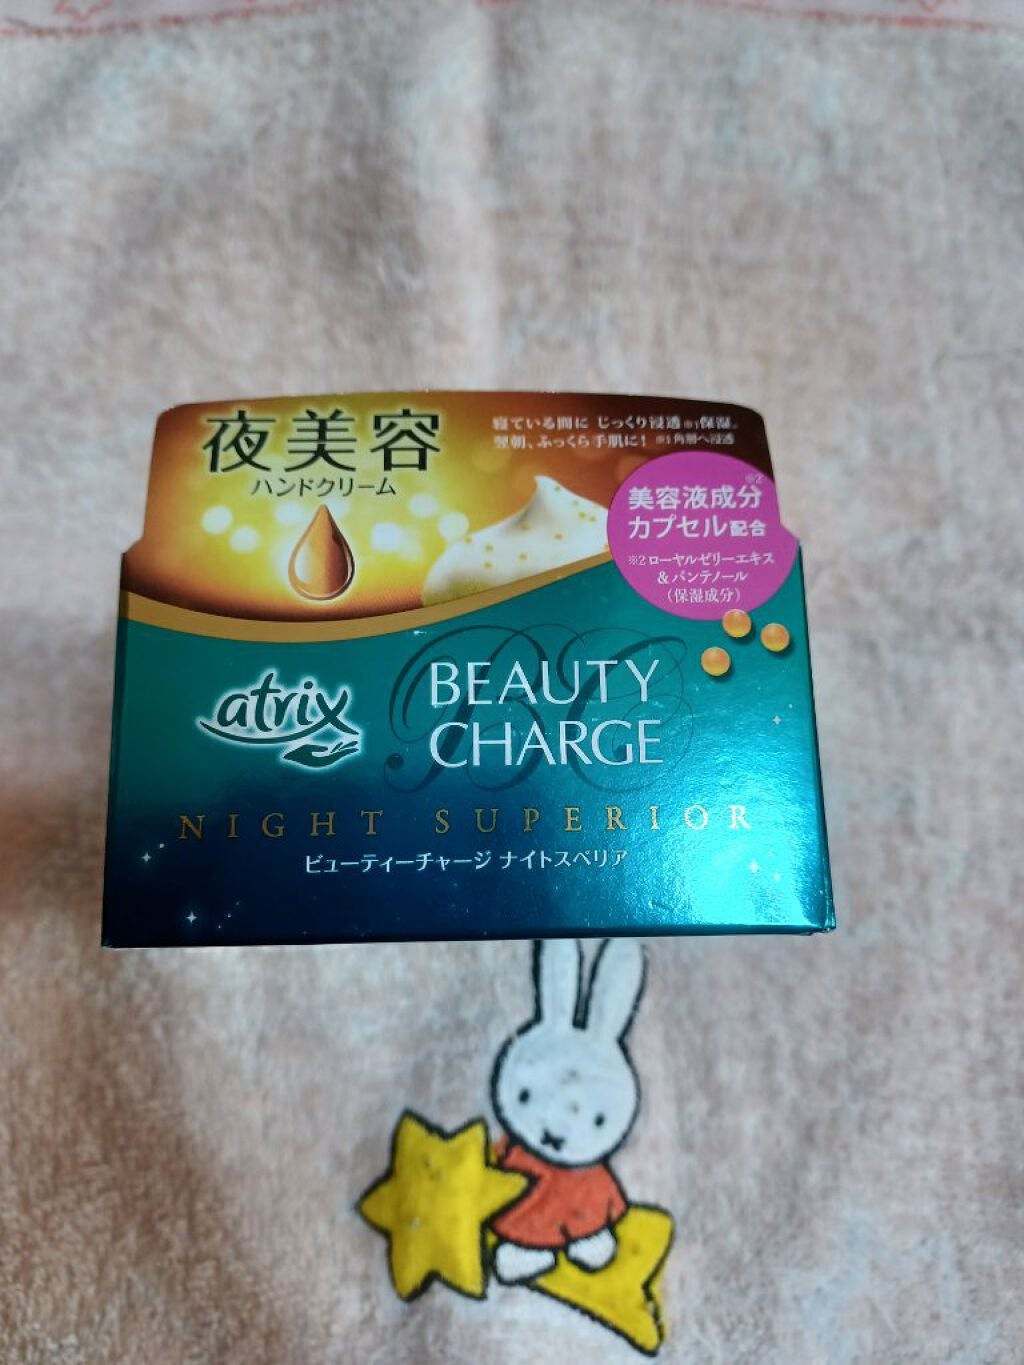 夜美容
ハンドクリーム
寝ている間に じっくり浸透※1保湿。
翌朝、ふっくら手肌に! ※1角層へ浸透
美容液成分※2
カプセル配合
※2 ローヤルゼリーエキス
&パンテノール
(保湿成分)
atrix
BEAUTY
CHARGE
BC
NIGHT SUPERIOR
ビューティーチャージ ナイトスペリア